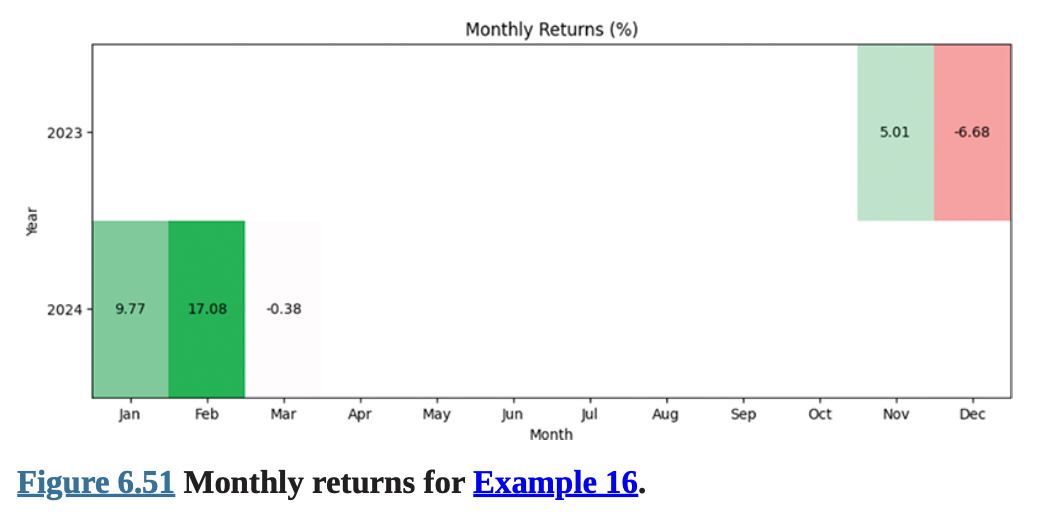 Monthly Returns (%)
2023
5.01 -6.68
Year
2024
9.77 17.08 -0.38
Jan Feb Mar Apr May Jun Jul Aug Sep Oct Nov Dec
Month
Figure 6.51 Monthly returns for Example 16.